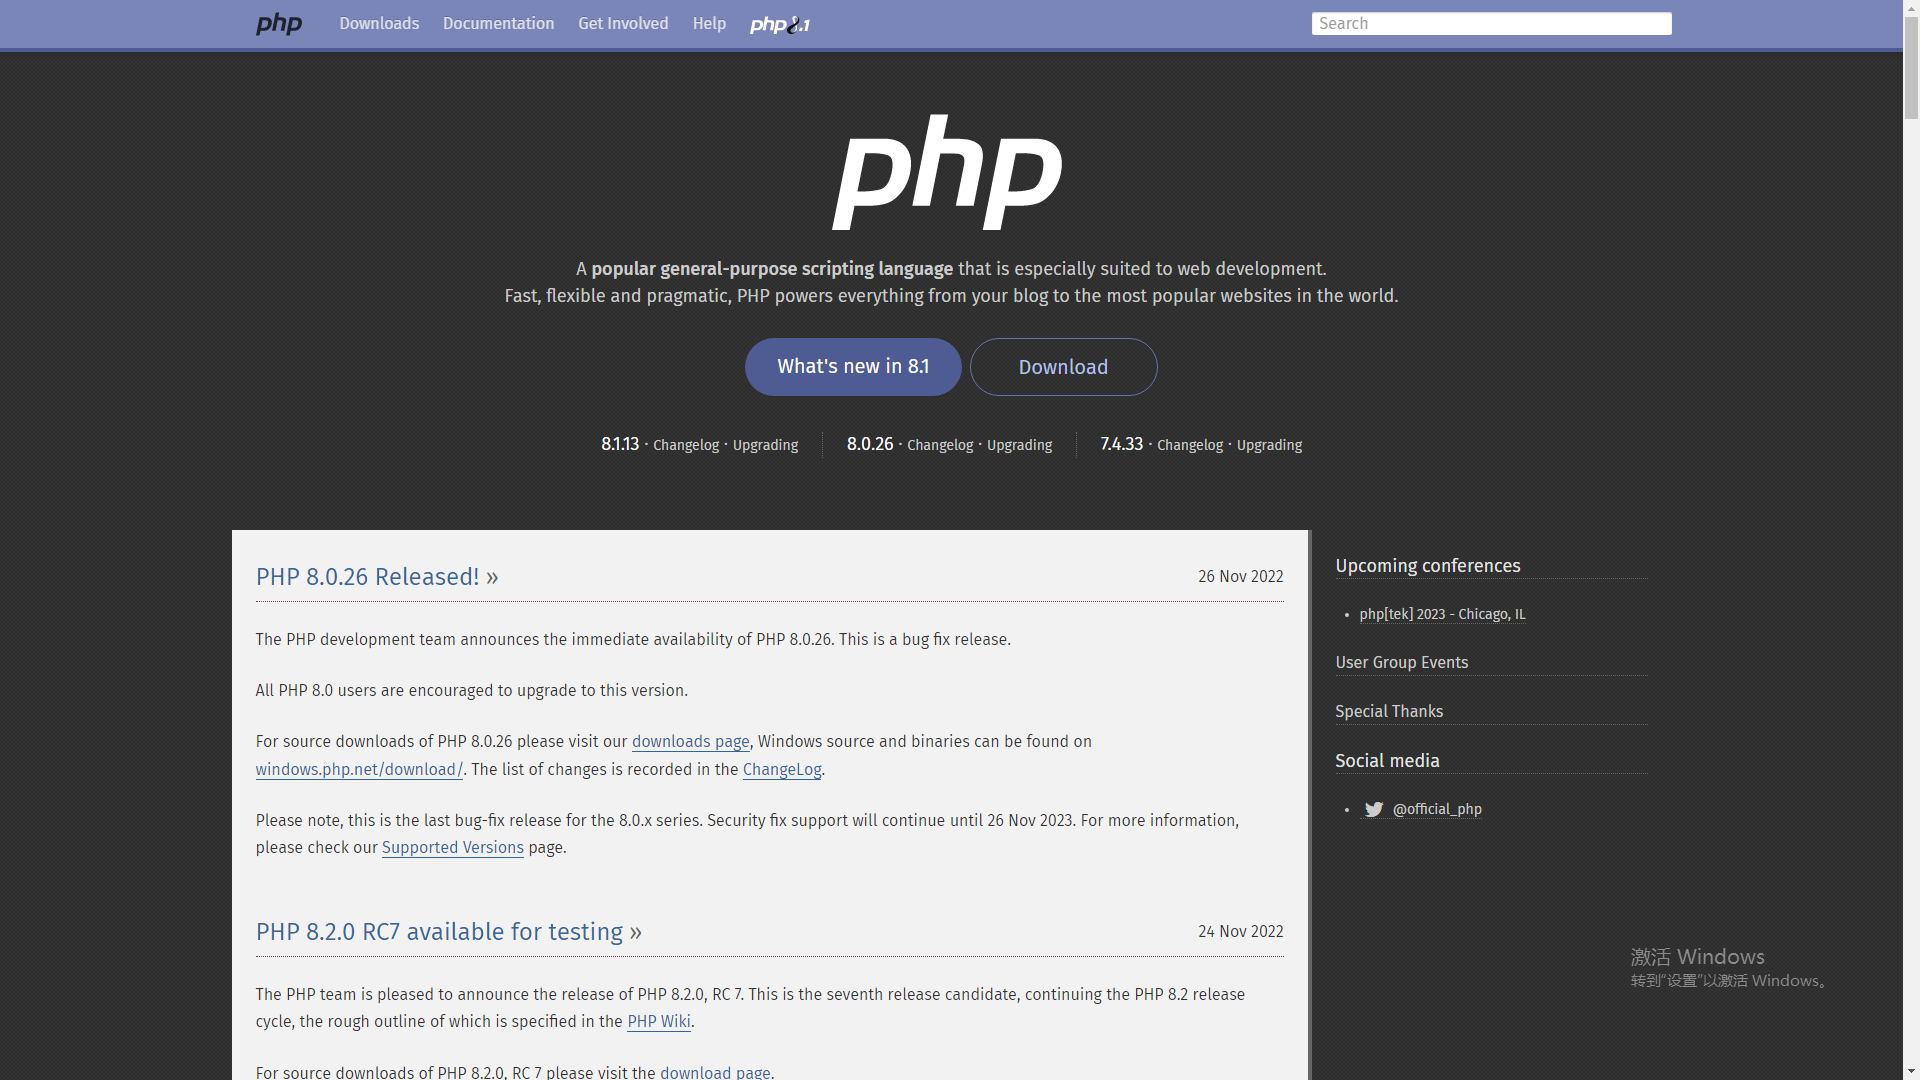 php Downloads Documentation Get Involved Help php8.1 Search
php
A popular general-purpose scripting language that is especially suited to web development.
Fast, flexible and pragmatic, PHP powers everything from your blog to the most popular websites in the world.
What's new in 8.1 Download
8.1.13 · Changelog · Upgrading 8.0.26 · Changelog · Upgrading 7.4.33 · Changelog · Upgrading
PHP 8.0.26 Released! » 26 Nov 2022
The PHP development team announces the immediate availability of PHP 8.0.26. This is a bug fix release.
All PHP 8.0 users are encouraged to upgrade to this version.
For source downloads of PHP 8.0.26 please visit our downloads page, Windows source and binaries can be found on
windows.php.net/download/. The list of changes is recorded in the ChangeLog.
Please note, this is the last bug-fix release for the 8.0.x series. Security fix support will continue until 26 Nov 2023. For more information,
please check our Supported Versions page.
PHP 8.2.0 RC7 available for testing » 24 Nov 2022
The PHP team is pleased to announce the release of PHP 8.2.0, RC 7. This is the seventh release candidate, continuing the PHP 8.2 release
cycle, the rough outline of which is specified in the PHP Wiki.
For source downloads of PHP 8.2.0, RC 7 please visit the download page.
Upcoming conferences
• php[tek] 2023 - Chicago, IL
User Group Events
Special Thanks
Social media
• @official_php
激活 Windows
转到"设置"以激活 Windows。